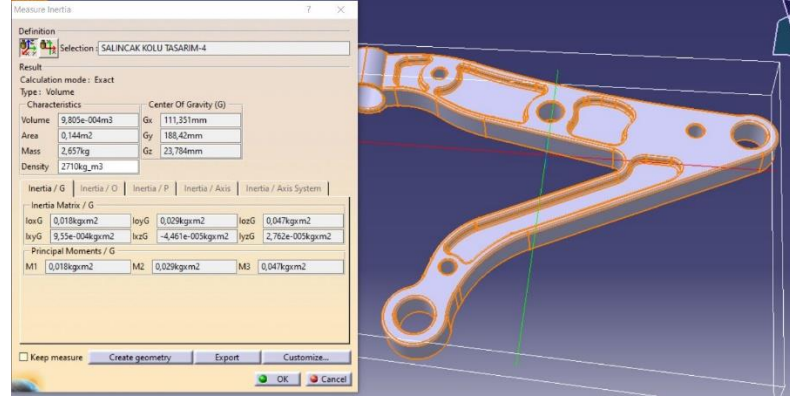 Measure Inertia ? ×
Definition
Selection : SALINCAK KOLU TASARIM-4
Result
Calculation mode : Exact
Type : Volume
Characteristics Center Of Gravity (G)
Volume 9,805e-004m3 Gx 111,351mm
Area 0,144m2 Gy 188,42mm
Mass 2,657kg Gz 23,784mm
Density 2710kg_m3
Inertia / G Inertia / O Inertia / P Inertia / Axis Inertia / Axis System
Inertia Matrix / G
IoxG 0,018kgxm2 IoyG 0,029kgxm2 IozG 0,047kgxm2
IxyG 9,55e-004kgxm2 IxzG -4,461e-005kgxm2 IyzG 2,762e-005kgxm2
Principal Moments / G
M1 0,018kgxm2 M2 0,029kgxm2 M3 0,047kgxm2
Keep measure Create geometry Export Customize...
OK Cancel